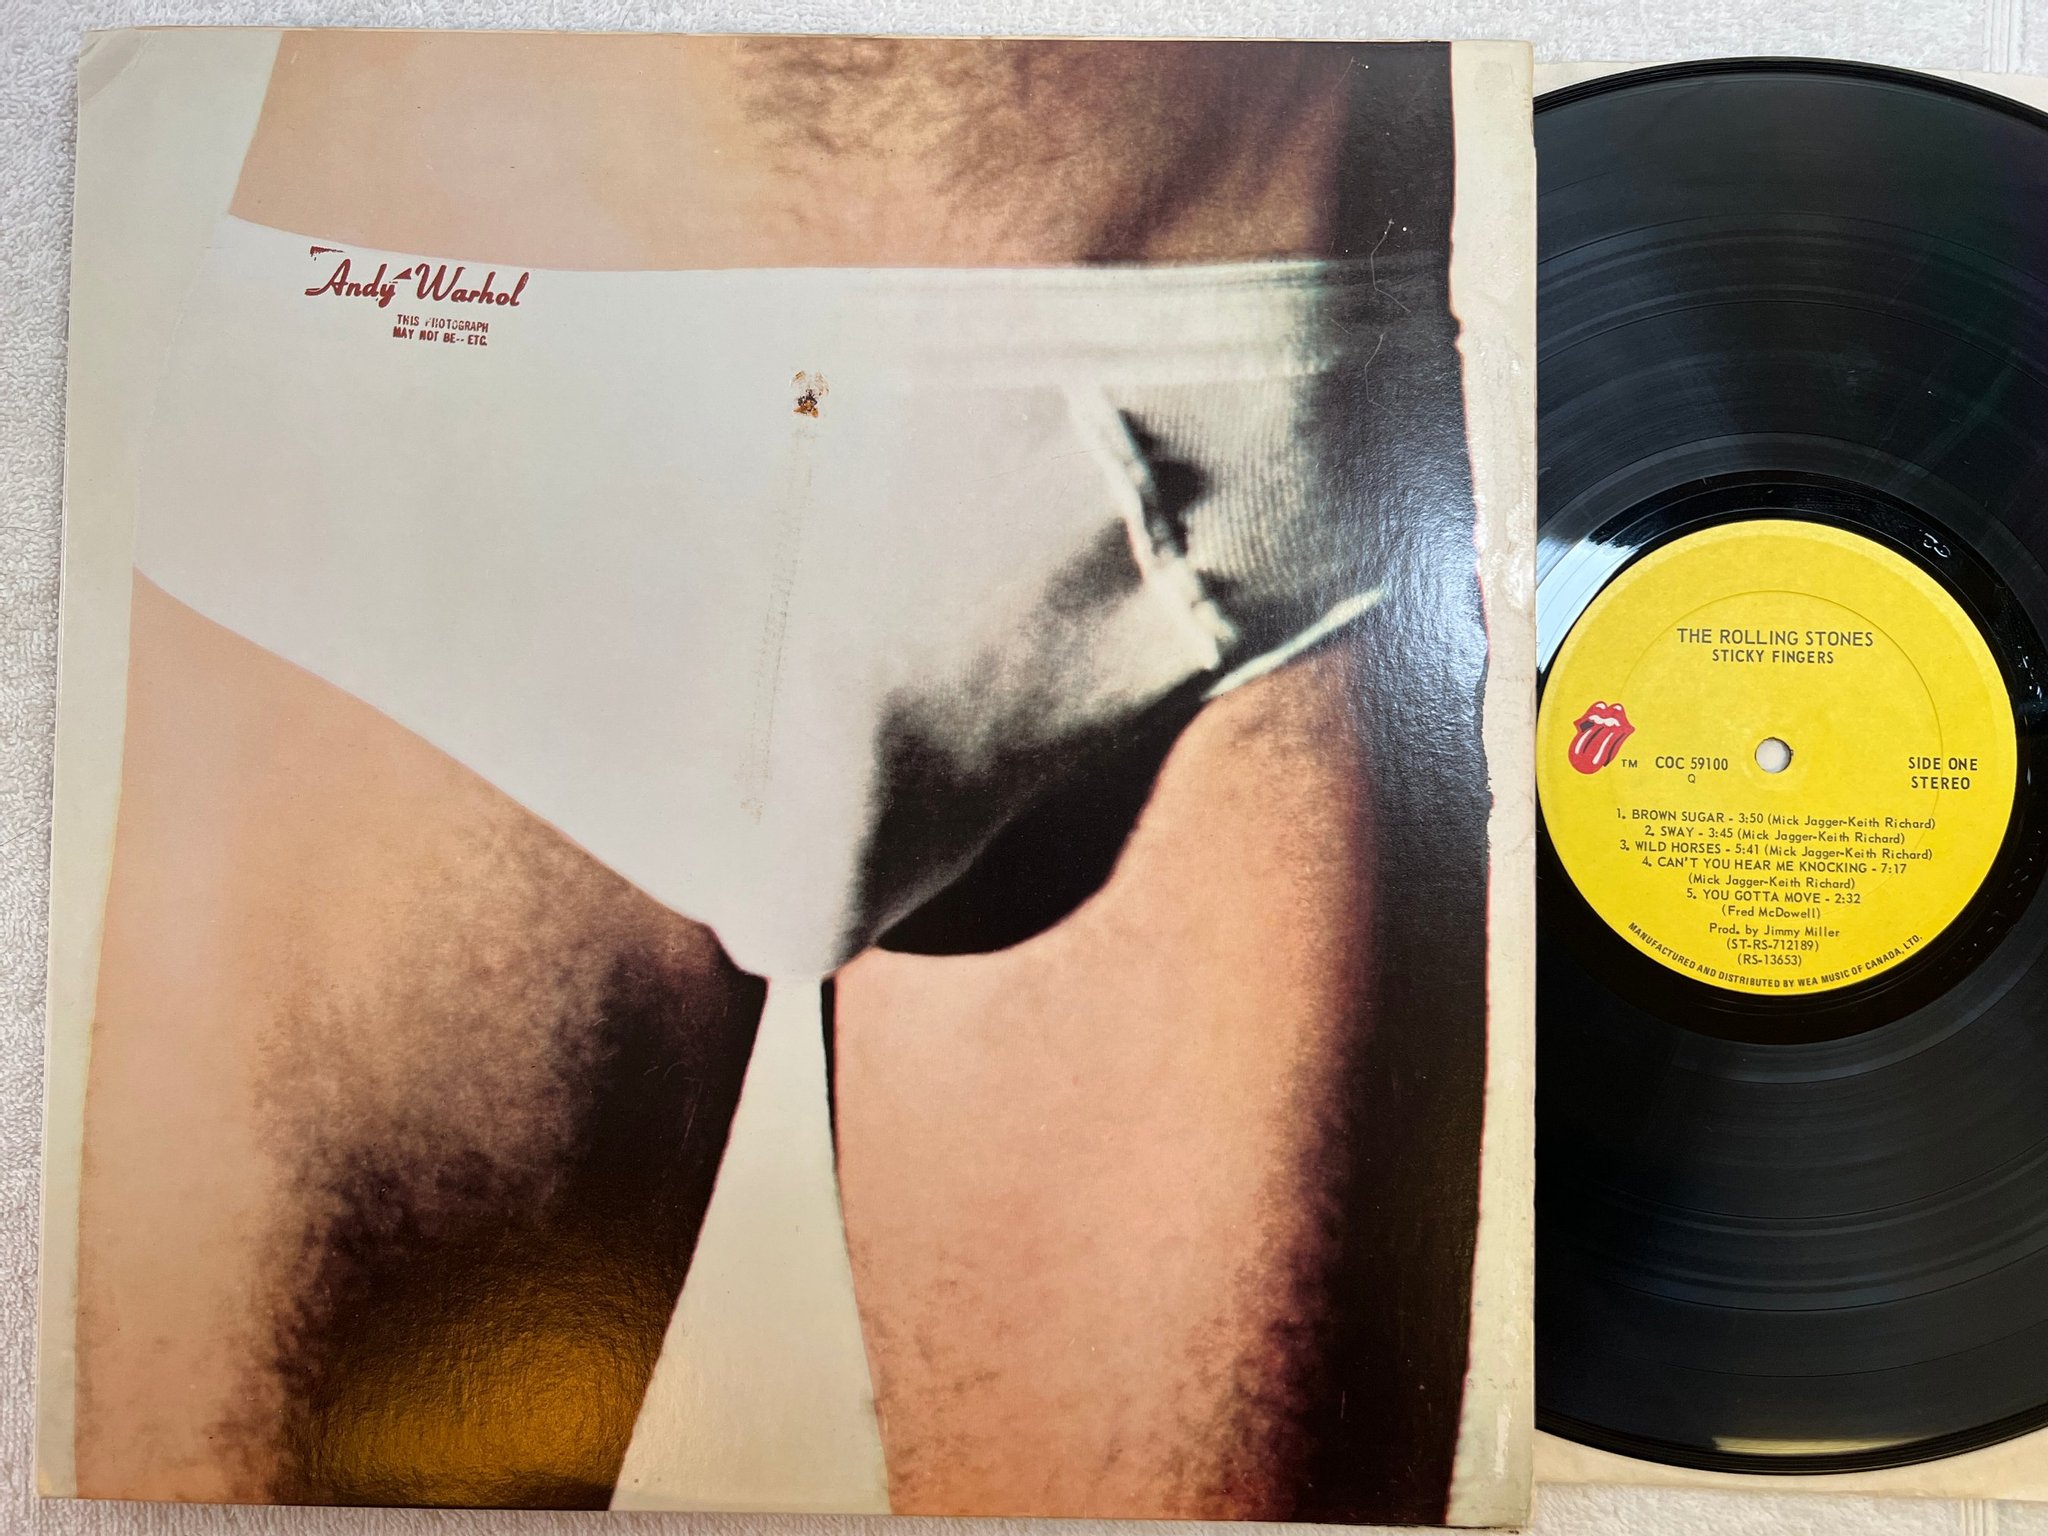 Andy Warhol
THIS PHOTOGRAPH
MAY NOT BE-- ETC.
THE ROLLING STONES
STICKY FINGERS
TM COC 59100
Q
SIDE ONE
STEREO
1. BROWN SUGAR - 3:50 (Mick Jagger-Keith Richard)
2. SWAY - 3:45 (Mick Jagger-Keith Richard)
3. WILD HORSES - 5:41 (Mick Jagger-Keith Richard)
4. CAN'T YOU HEAR ME KNOCKING - 7:17
(Mick Jagger-Keith Richard)
5. YOU GOTTA MOVE - 2:32
(Fred McDowell)
Prod. by Jimmy Miller
(ST-RS-712189)
(RS-13653)
MANUFACTURED AND DISTRIBUTED BY WEA MUSIC OF CANADA, LTD.